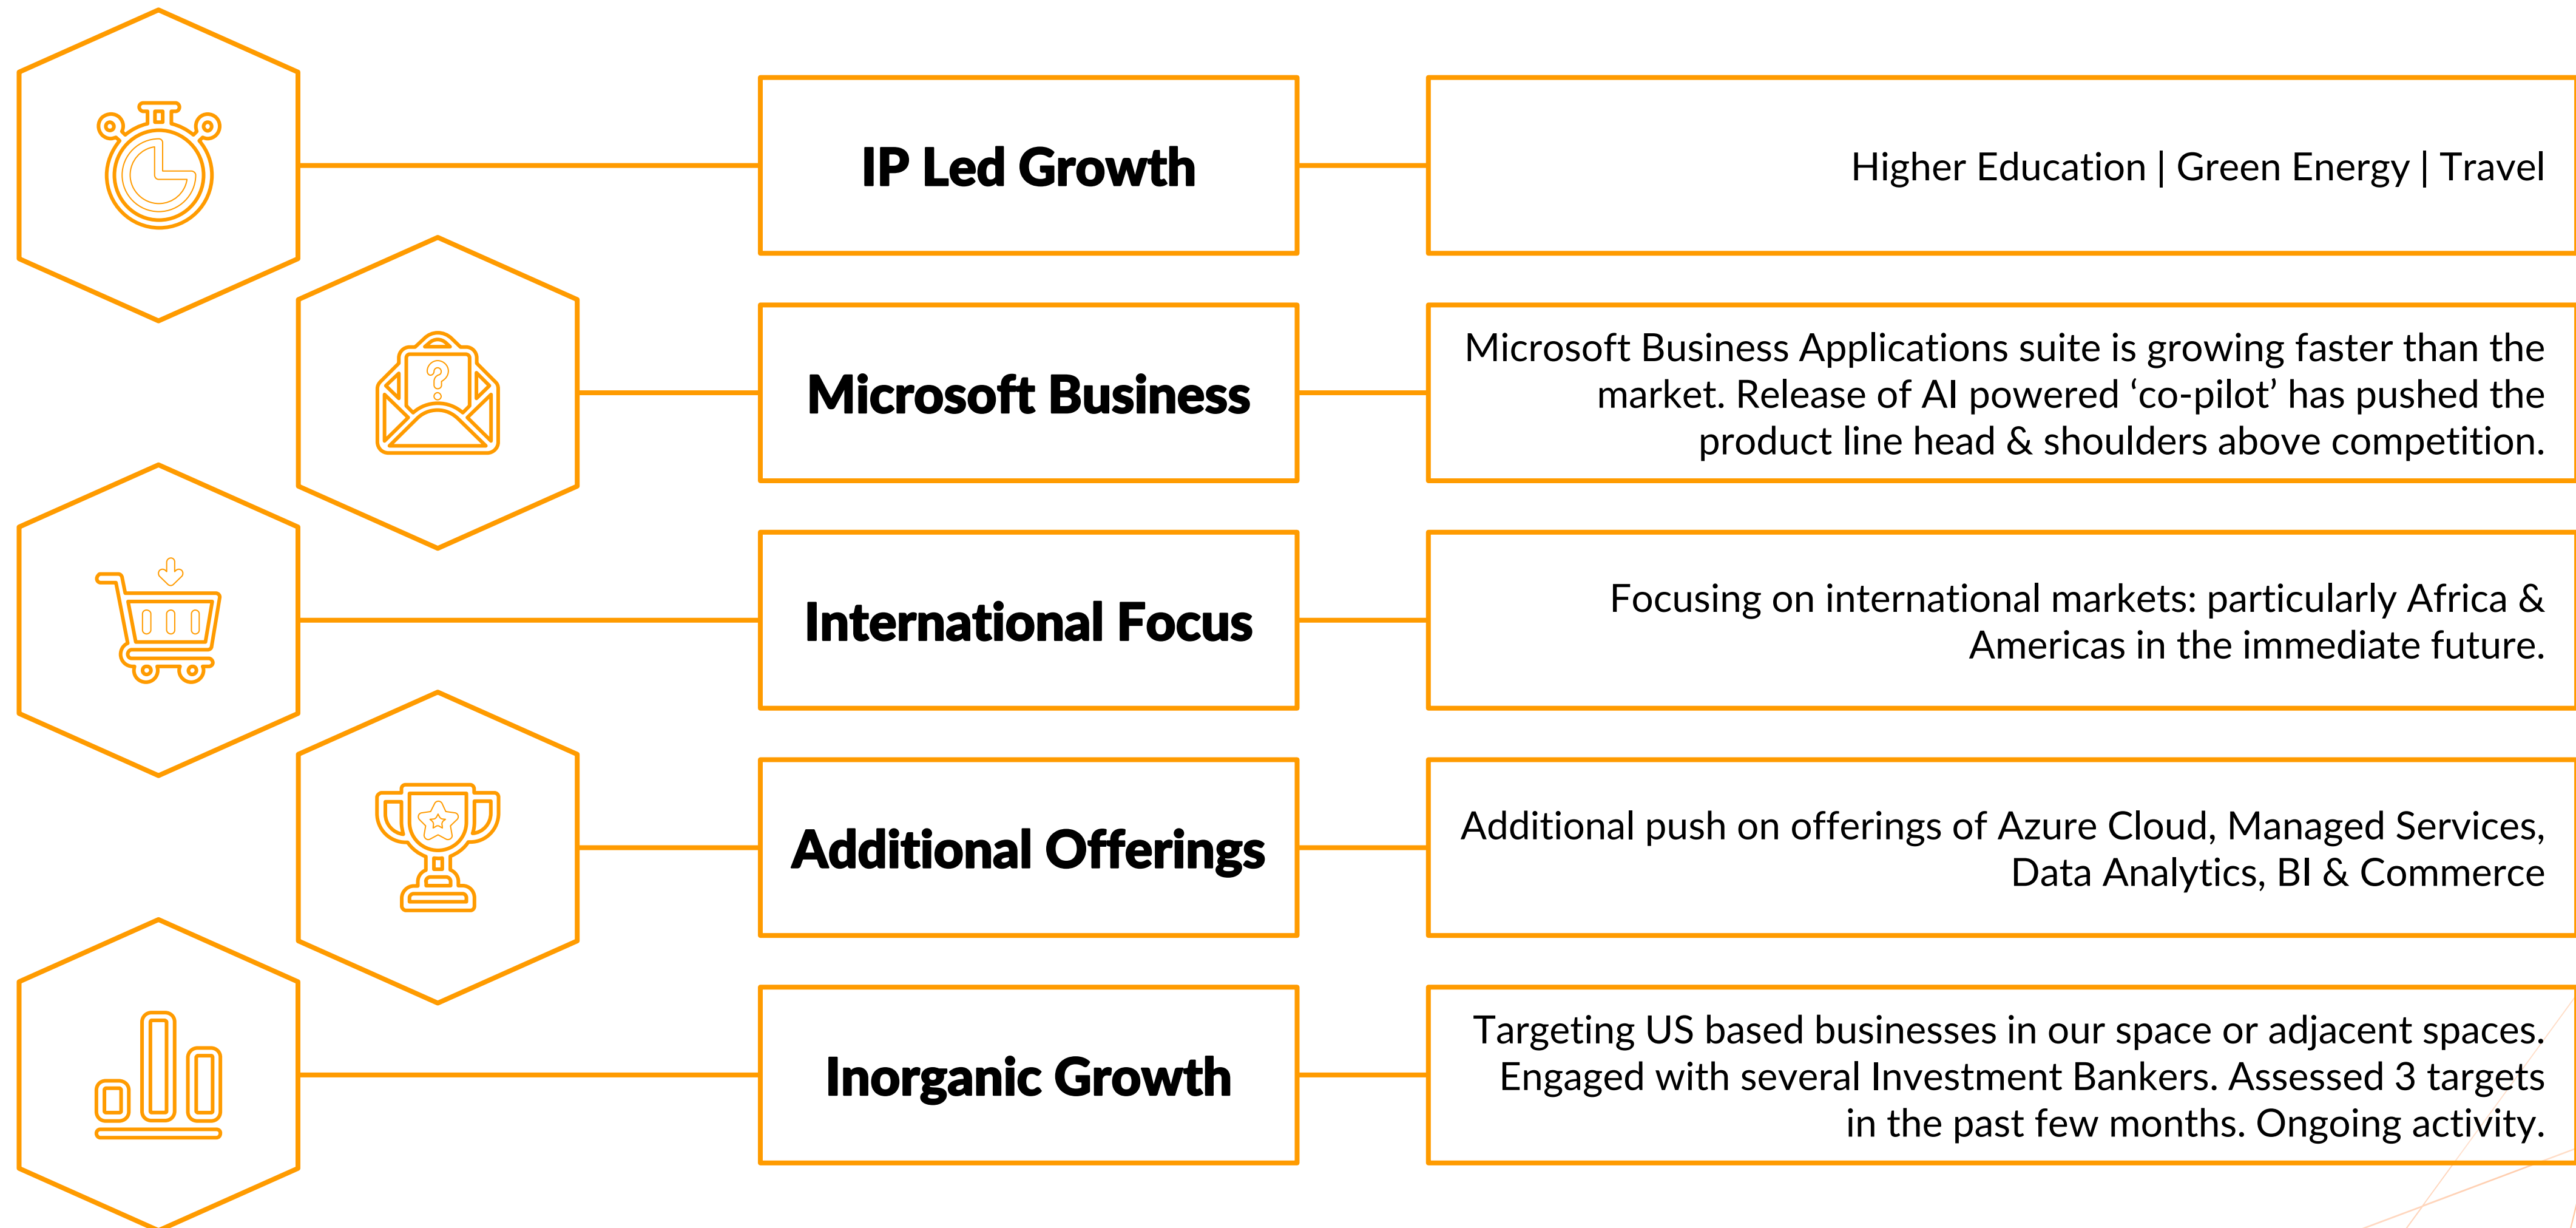 IP Led Growth
Higher Education | Green Energy | Travel
Microsoft Business
Microsoft Business Applications suite is growing faster than the
market. Release of AI powered ‘co-pilot’ has pushed the
product line head & shoulders above competition.
International Focus
Focusing on international markets: particularly Africa &
Americas in the immediate future.
Additional Offerings
Additional push on offerings of Azure Cloud, Managed Services,
Data Analytics, BI & Commerce
Inorganic Growth
Targeting US based businesses in our space or adjacent spaces.
Engaged with several Investment Bankers. Assessed 3 targets
in the past few months. Ongoing activity.